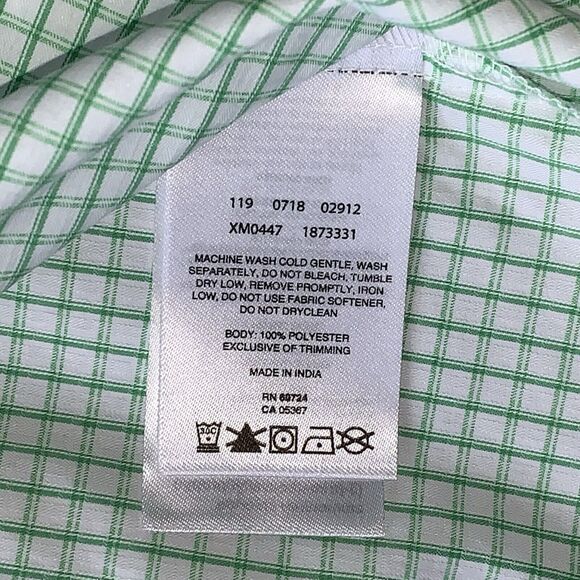 119 0718 02912
XM0447 1873331
MACHINE WASH COLD GENTLE, WASH
SEPARATELY, DO NOT BLEACH, TUMBLE
DRY LOW, REMOVE PROMPTLY, IRON
LOW, DO NOT USE FABRIC SOFTENER,
DO NOT DRYCLEAN
BODY: 100% POLYESTER
EXCLUSIVE OF TRIMMING
MADE IN INDIA
RN 69724
CA 05367
30C